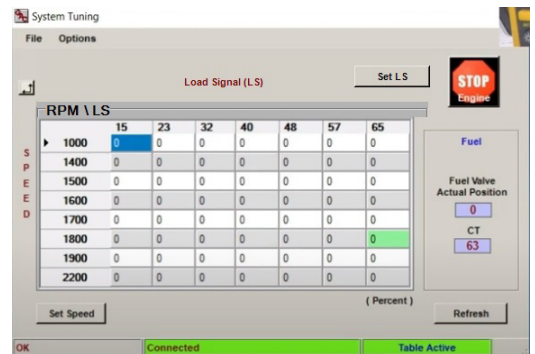 System Tuning
File Options
Load Signal (LS)
Set LS
STOP
Engine
RPM \ LS
15 23 32 40 48 57 65
1000 0 0 0 0 0 0 0
1400 0 0 0 0 0 0 0
1500 0 0 0 0 0 0 0
1600 0 0 0 0 0 0 0
1700 0 0 0 0 0 0 0
1800 0 0 0 0 0 0 0
1900 0 0 0 0 0 0 0
2200 0 0 0 0 0 0 0
S
P
E
E
D
Fuel
Fuel Valve
Actual Position
0
CT
63
( Percent )
Set Speed
Refresh
OK Connected Table Active